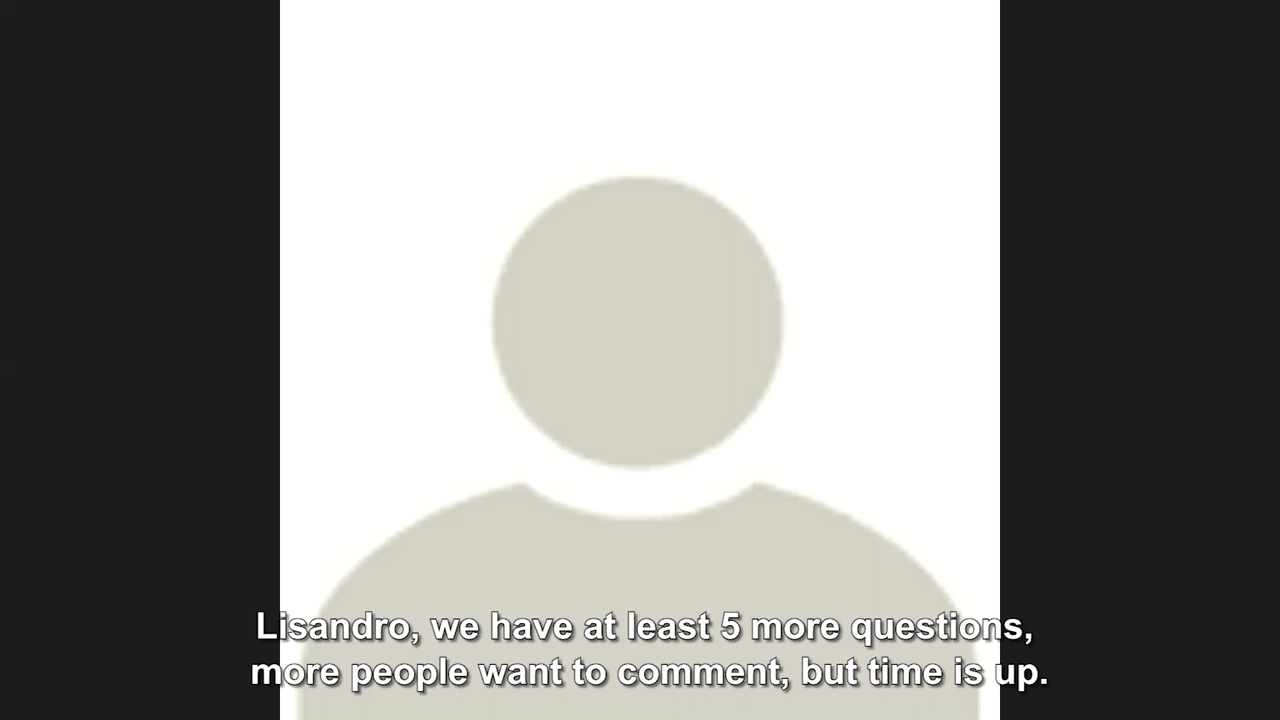 Lisandro, we have at least 5 more questions,
more people want to comment, but time is up.